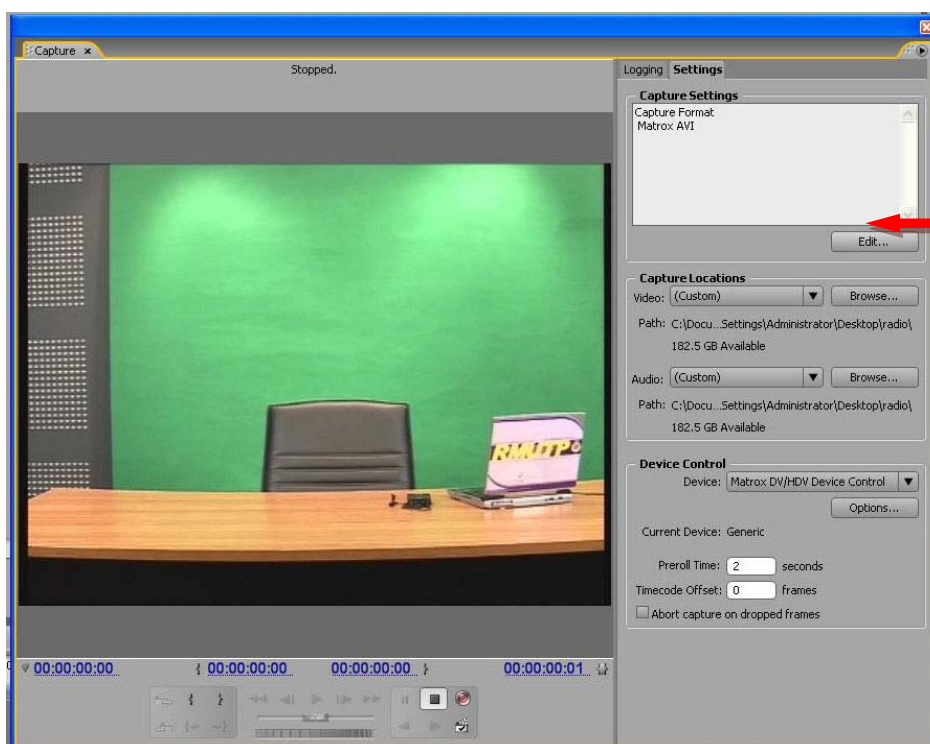 Capture x
Stopped.
Logging Settings
Capture Settings
Capture Format
Matrox AVI
Edit...
Capture Locations
Video: (Custom) Browse...
Path: C:\Docu...Settings\Administrator\Desktop\radio\
182.5 GB Available
Audio: (Custom) Browse...
Path: C:\Docu...Settings\Administrator\Desktop\radio\
182.5 GB Available
Device Control
Device: Matrox DV/HDV Device Control
Options...
Current Device: Generic
Preroll Time: 2 seconds
Timecode Offset: 0 frames
Abort capture on dropped frames
RMUTP
00:00:00:00 { 00:00:00:00 00:00:00:00 } 00:00:00:01 {}